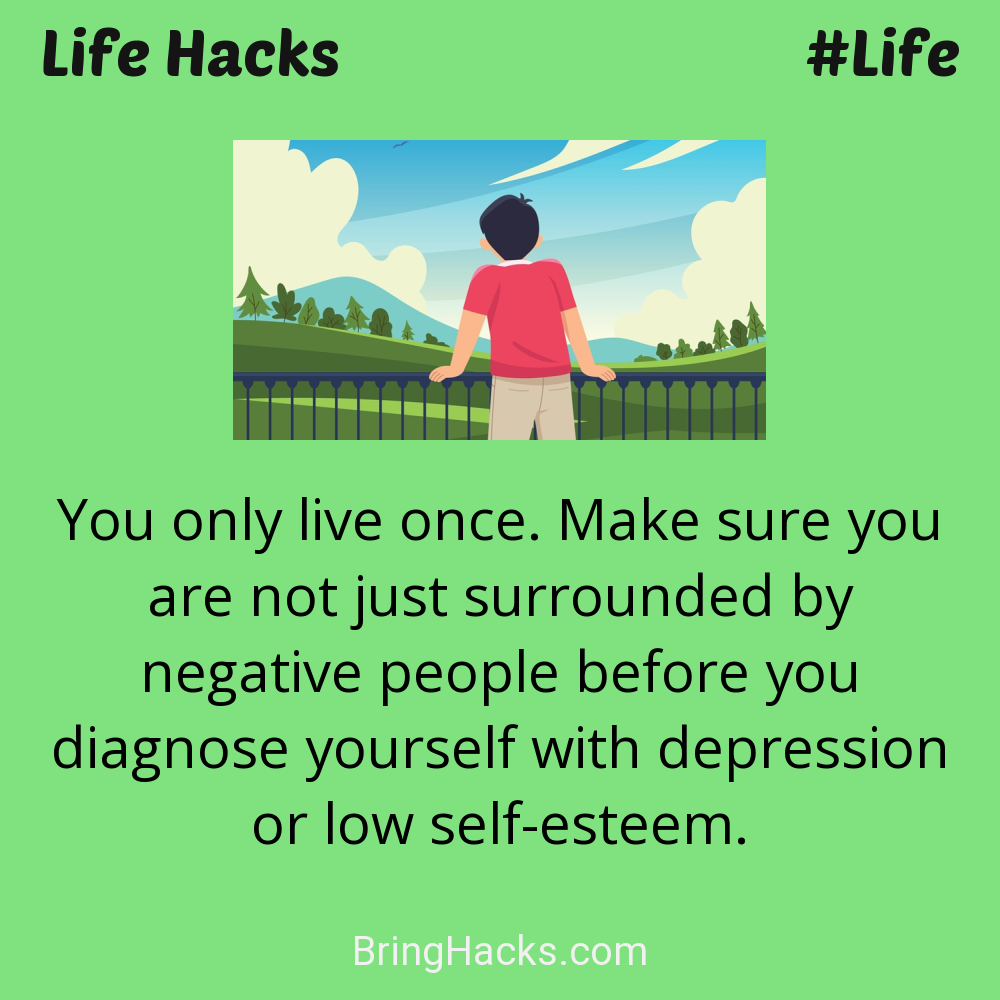 Life Hacks
#Life
You only live once. Make sure you
are not just surrounded by
negative people before you
diagnose yourself with depression
or low self-esteem.
BringHacks.com